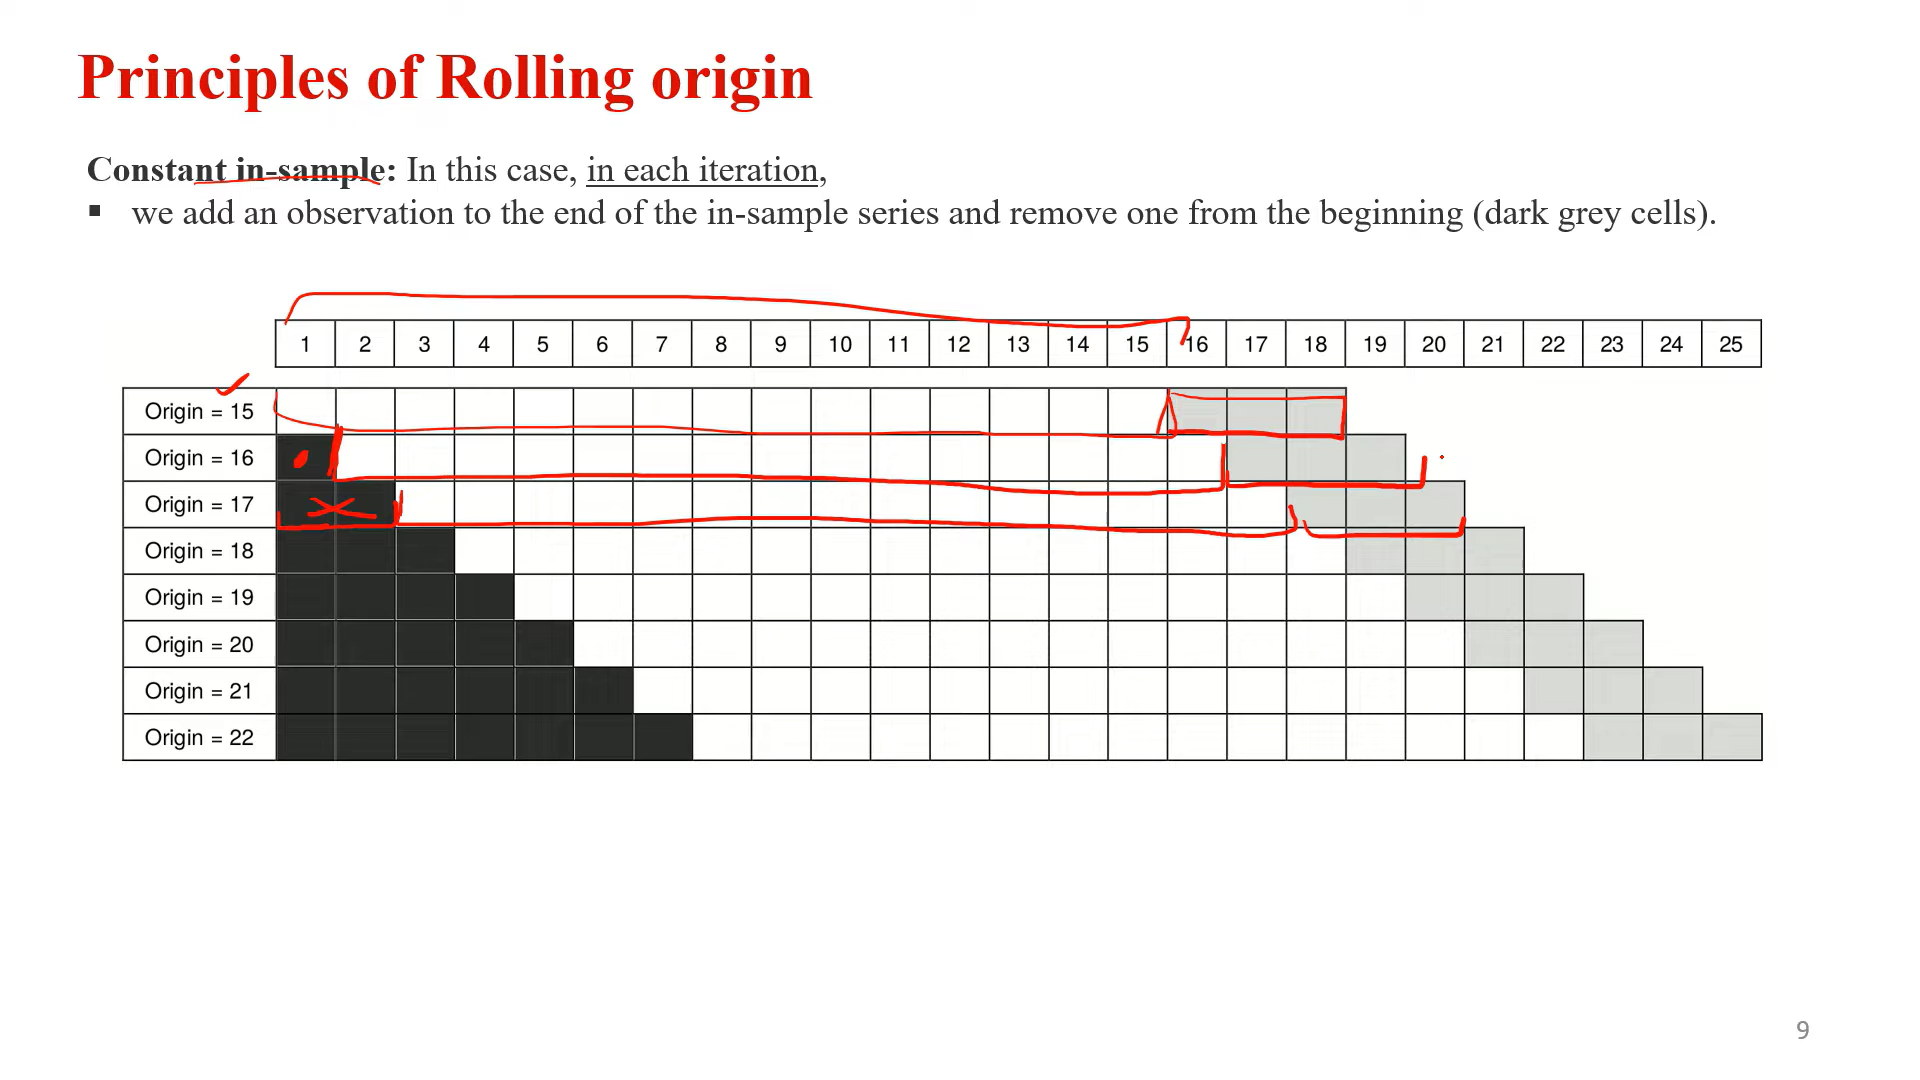 Principles of Rolling origin
Constant in-sample: In this case, in each iteration,
▪ we add an observation to the end of the in-sample series and remove one from the beginning (dark grey cells).
1 2 3 4 5 6 7 8 9 10 11 12 13 14 15 16 17 18 19 20 21 22 23 24 25
Origin = 15
Origin = 16
Origin = 17
Origin = 18
Origin = 19
Origin = 20
Origin = 21
Origin = 22
9